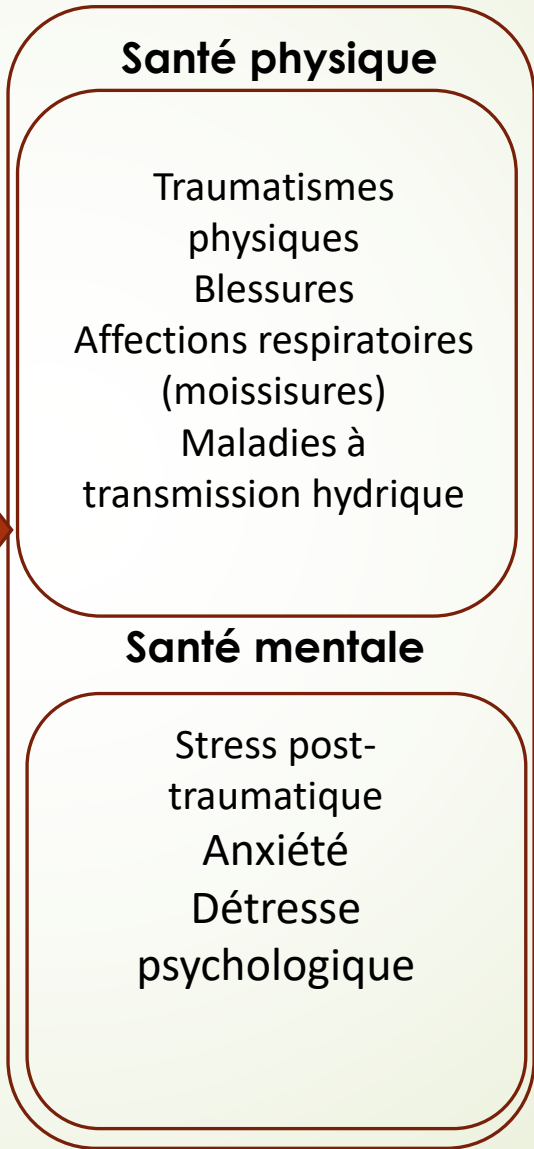 Santé physique
Traumatismes
physiques
Blessures
Affections respiratoires
(moissisures)
Maladies à
transmission hydrique
Santé mentale
Stress post-
traumatique
Anxiété
Détresse
psychologique